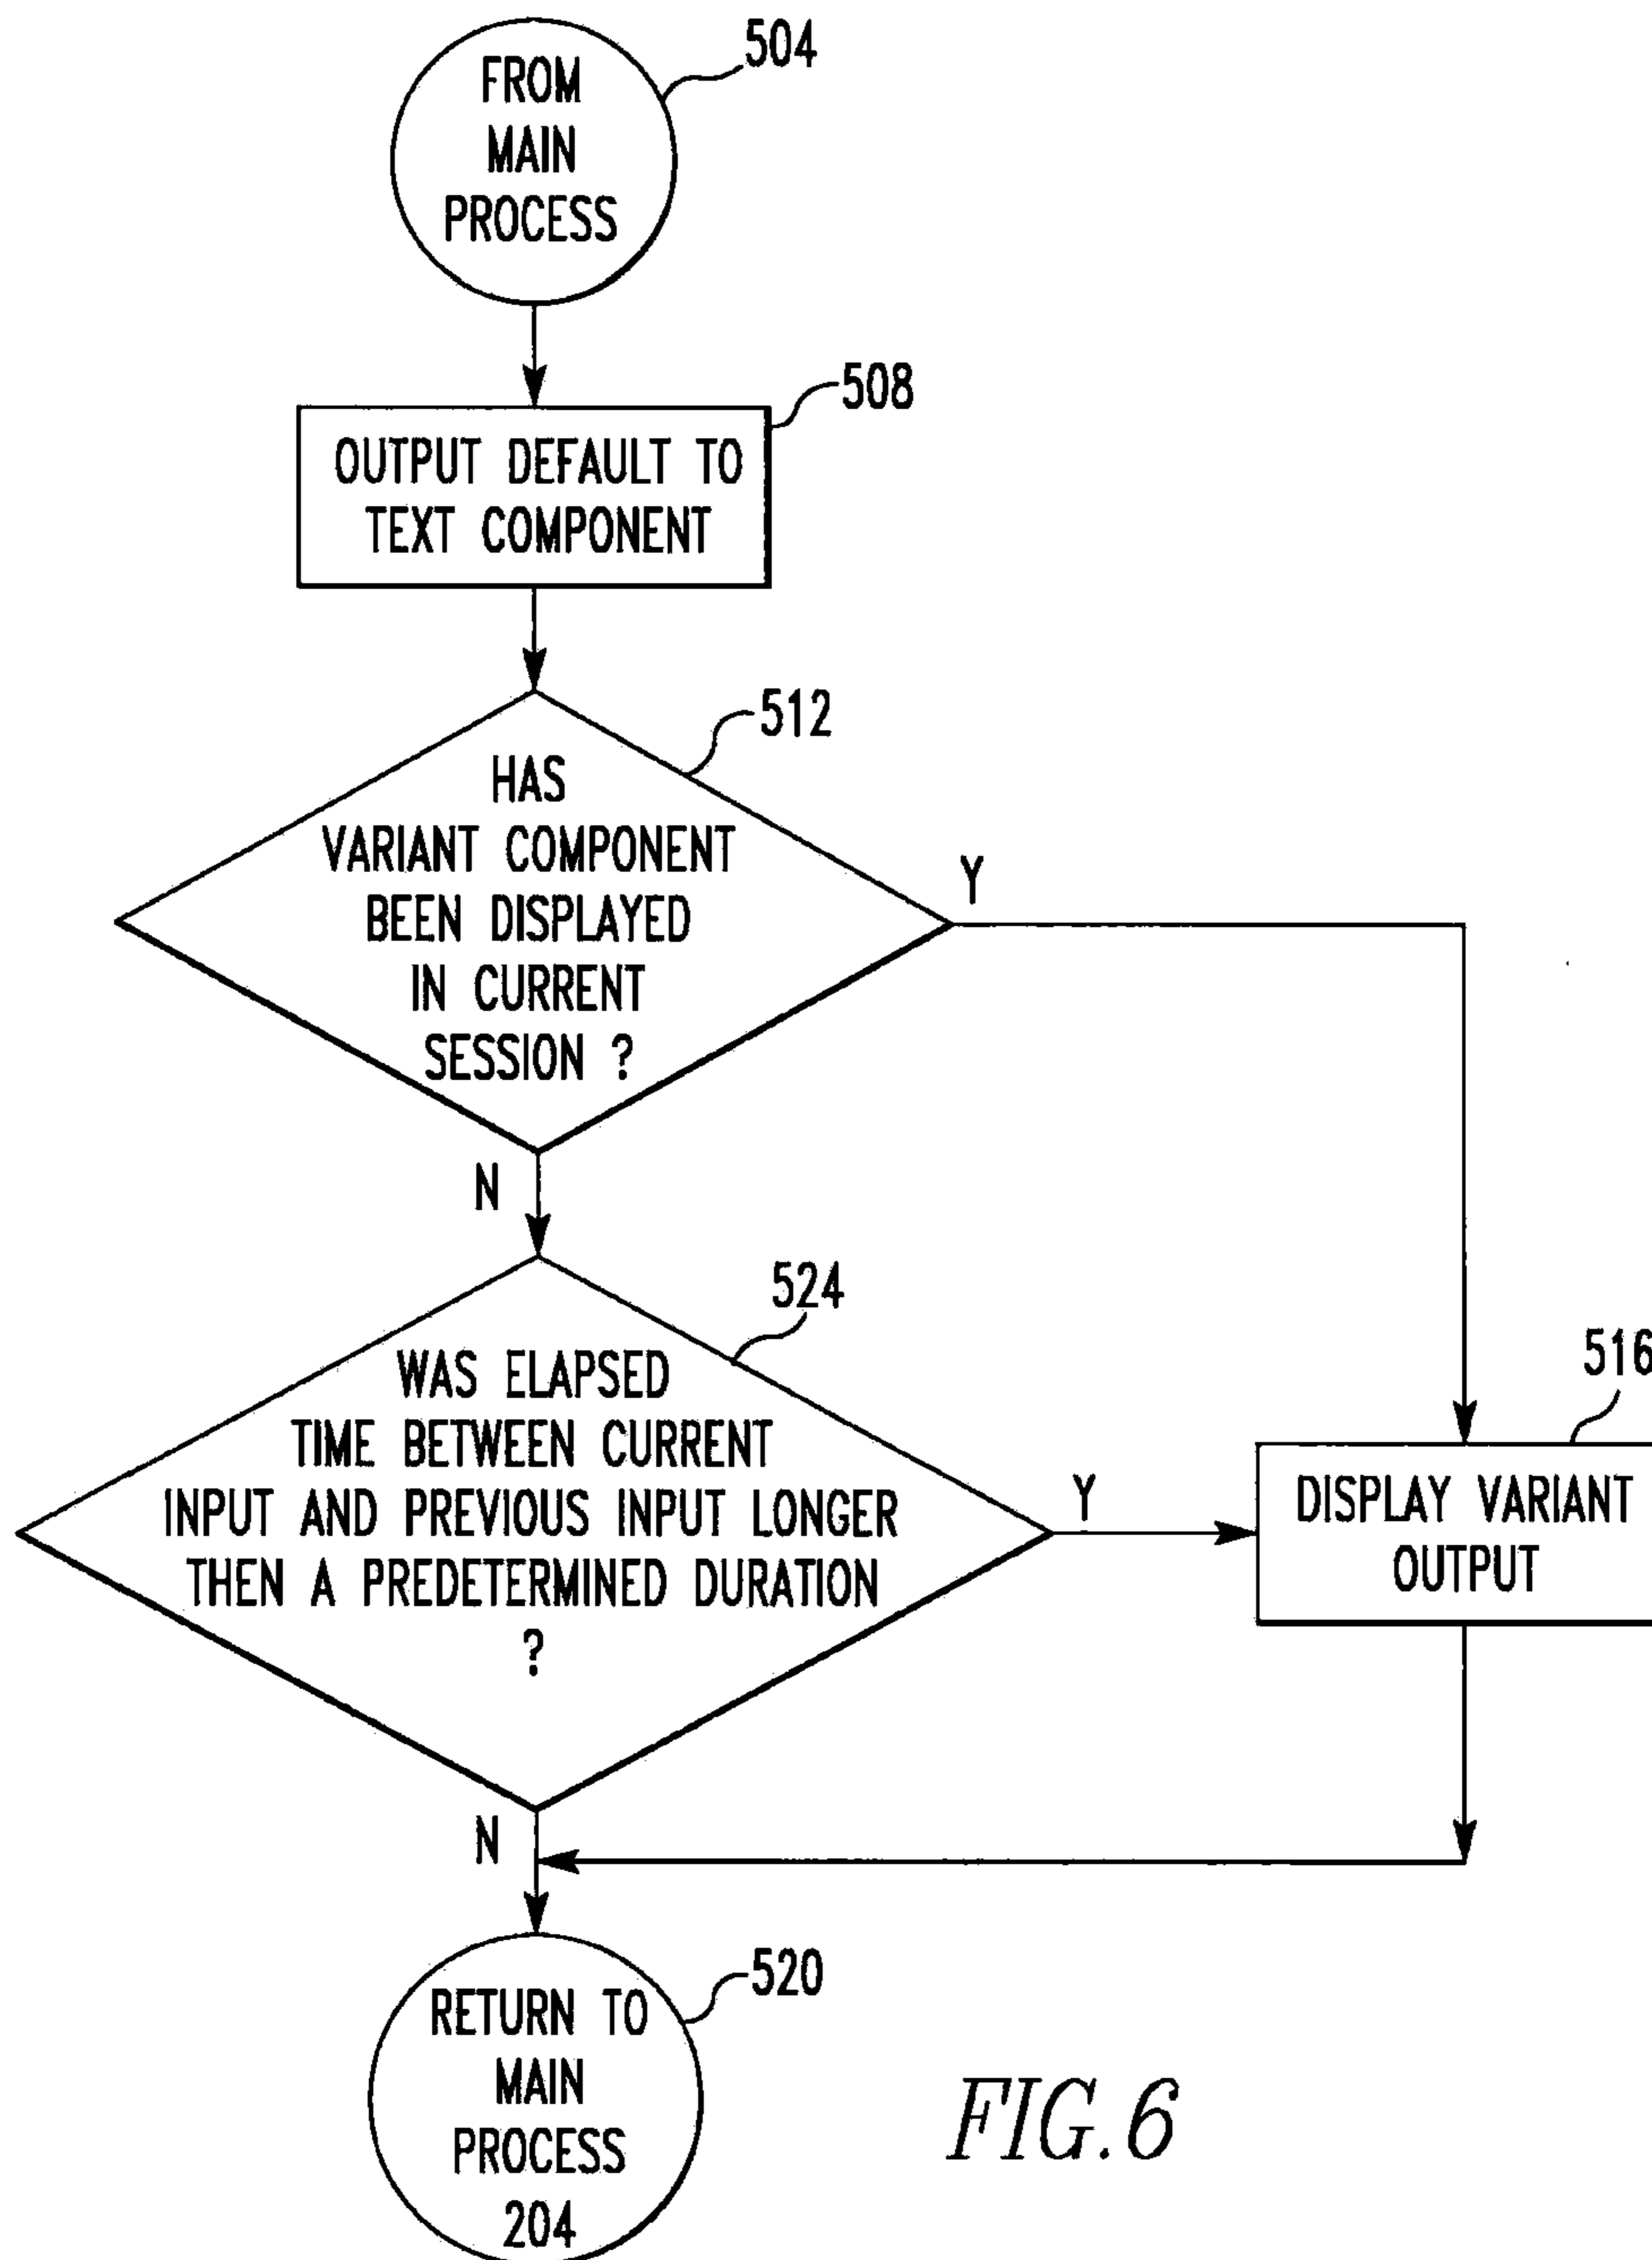 FROM
MAIN
PROCESS
504
OUTPUT DEFAULT TO
TEXT COMPONENT
508
HAS
VARIANT COMPONENT
BEEN DISPLAYED
IN CURRENT
SESSION ?
512
Y
N
WAS ELAPSED
TIME BETWEEN CURRENT
INPUT AND PREVIOUS INPUT LONGER
THEN A PREDETERMINED DURATION
?
524
Y
N
DISPLAY VARIANT
OUTPUT
516
RETURN TO
MAIN
PROCESS
204
520
FIG.6